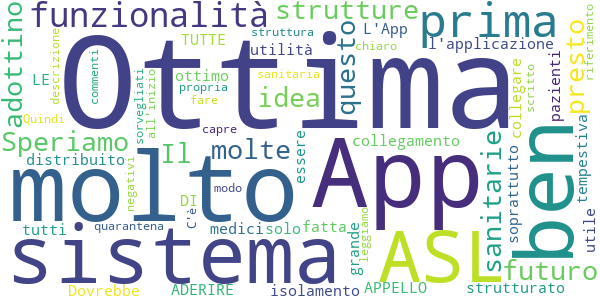 funzionalità
strutture
prima
adottino
descrizione
LE
commenti
TUTTE
ottimo
propria
fare
struttura
utilità
sanitaria
L'App
chiaro
l'applicazione
questo
collegare
scritto
pazienti
presto
riferimento
Ottima
idea
Quindi
all'inizio
sorvegliati
Speriamo
Il
molte
capre
essere
collegamento
App
sanitarie
soprattutto
ben
tempestiva
utile
distribuito
negativi
molto
DI
C'è
modo
tutti
quarantena
medici
solo
fatta
grande
leggiamo
ASL
futuro
sistema
Dovrebbe
ADERIRE
isolamento
APPELLO
strutturato